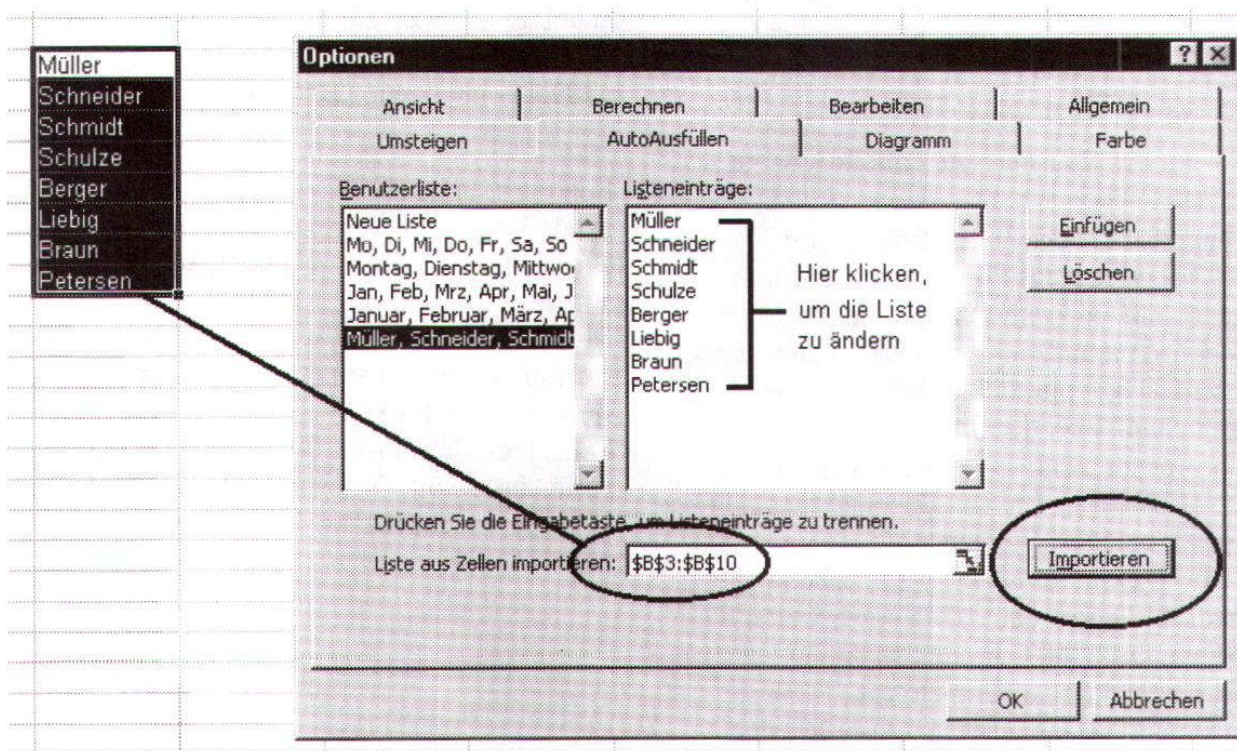 Müller
Schneider
Schmidt
Schulze
Berger
Liebig
Braun
Petersen
Optionen
Ansicht
Berechnen
Bearbeiten
Allgemein
Umsteigen
AutoAusfüllen
Diagramm
Farbe
Benutzerliste:
Neue Liste
Mo, Di, Mi, Do, Fr, Sa, So
Montag, Dienstag, Mittwo
Jan, Feb, Mrz, Apr, Mai, J
Januar, Februar, März, Ap
Müller, Schneider, Schmidt
Listeneinträge:
Müller
Schneider
Schmidt
Schulze
Berger
Liebig
Braun
Petersen
Hier klicken,
um die Liste
zu ändern
Einfügen
Löschen
Drücken Sie die Eingabetaste, um Listeneinträge zu trennen.
Liste aus Zellen importieren:
$B$3:$B$10
Importieren
OK
Abbrechen